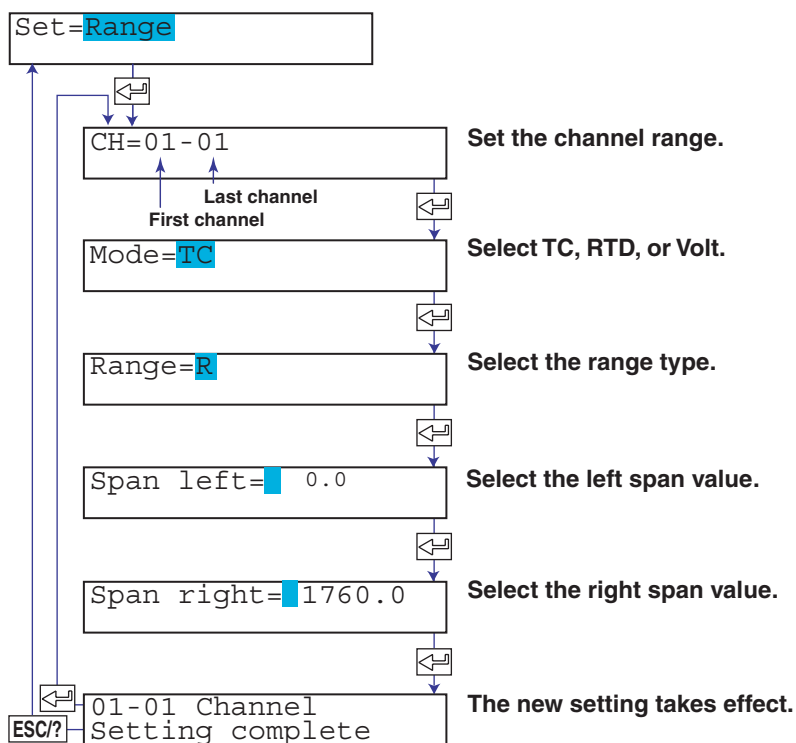 Set=Range
CH=01-01
Set the channel range.
Last channel
First channel
Mode=TC
Select TC, RTD, or Volt.
Range=R
Select the range type.
Span left= 0.0
Select the left span value.
Span right= 1760.0
Select the right span value.
01-01 Channel
The new setting takes effect.
ESC/?
Setting complete